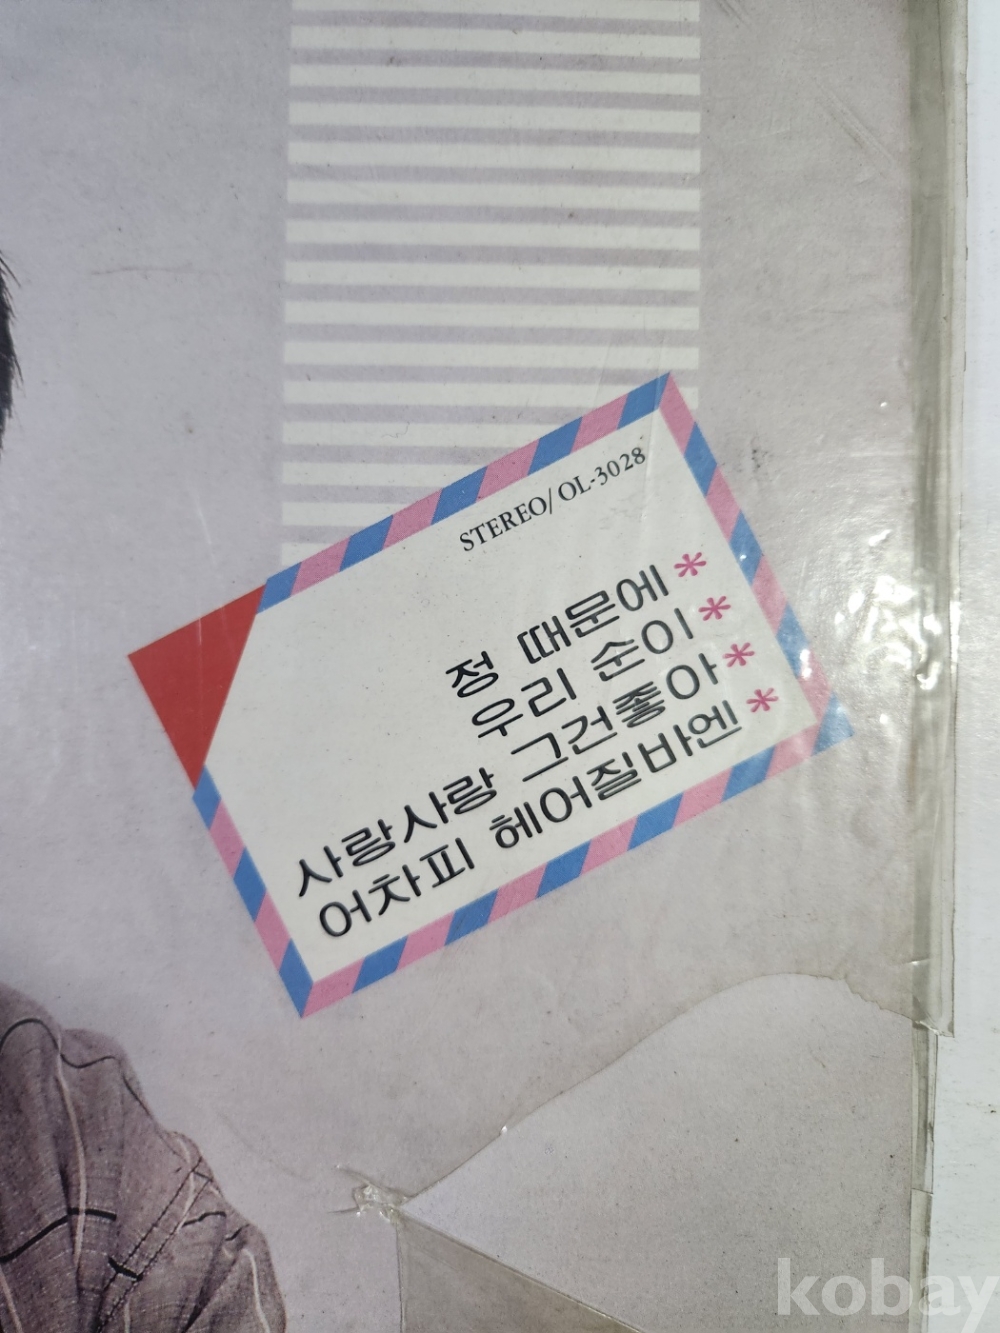 STEREO/ OL-3028
정 때문에 *
우리 순이 *
사랑사랑 그건좋아 *
어차피 헤어질바엔 *
kobay